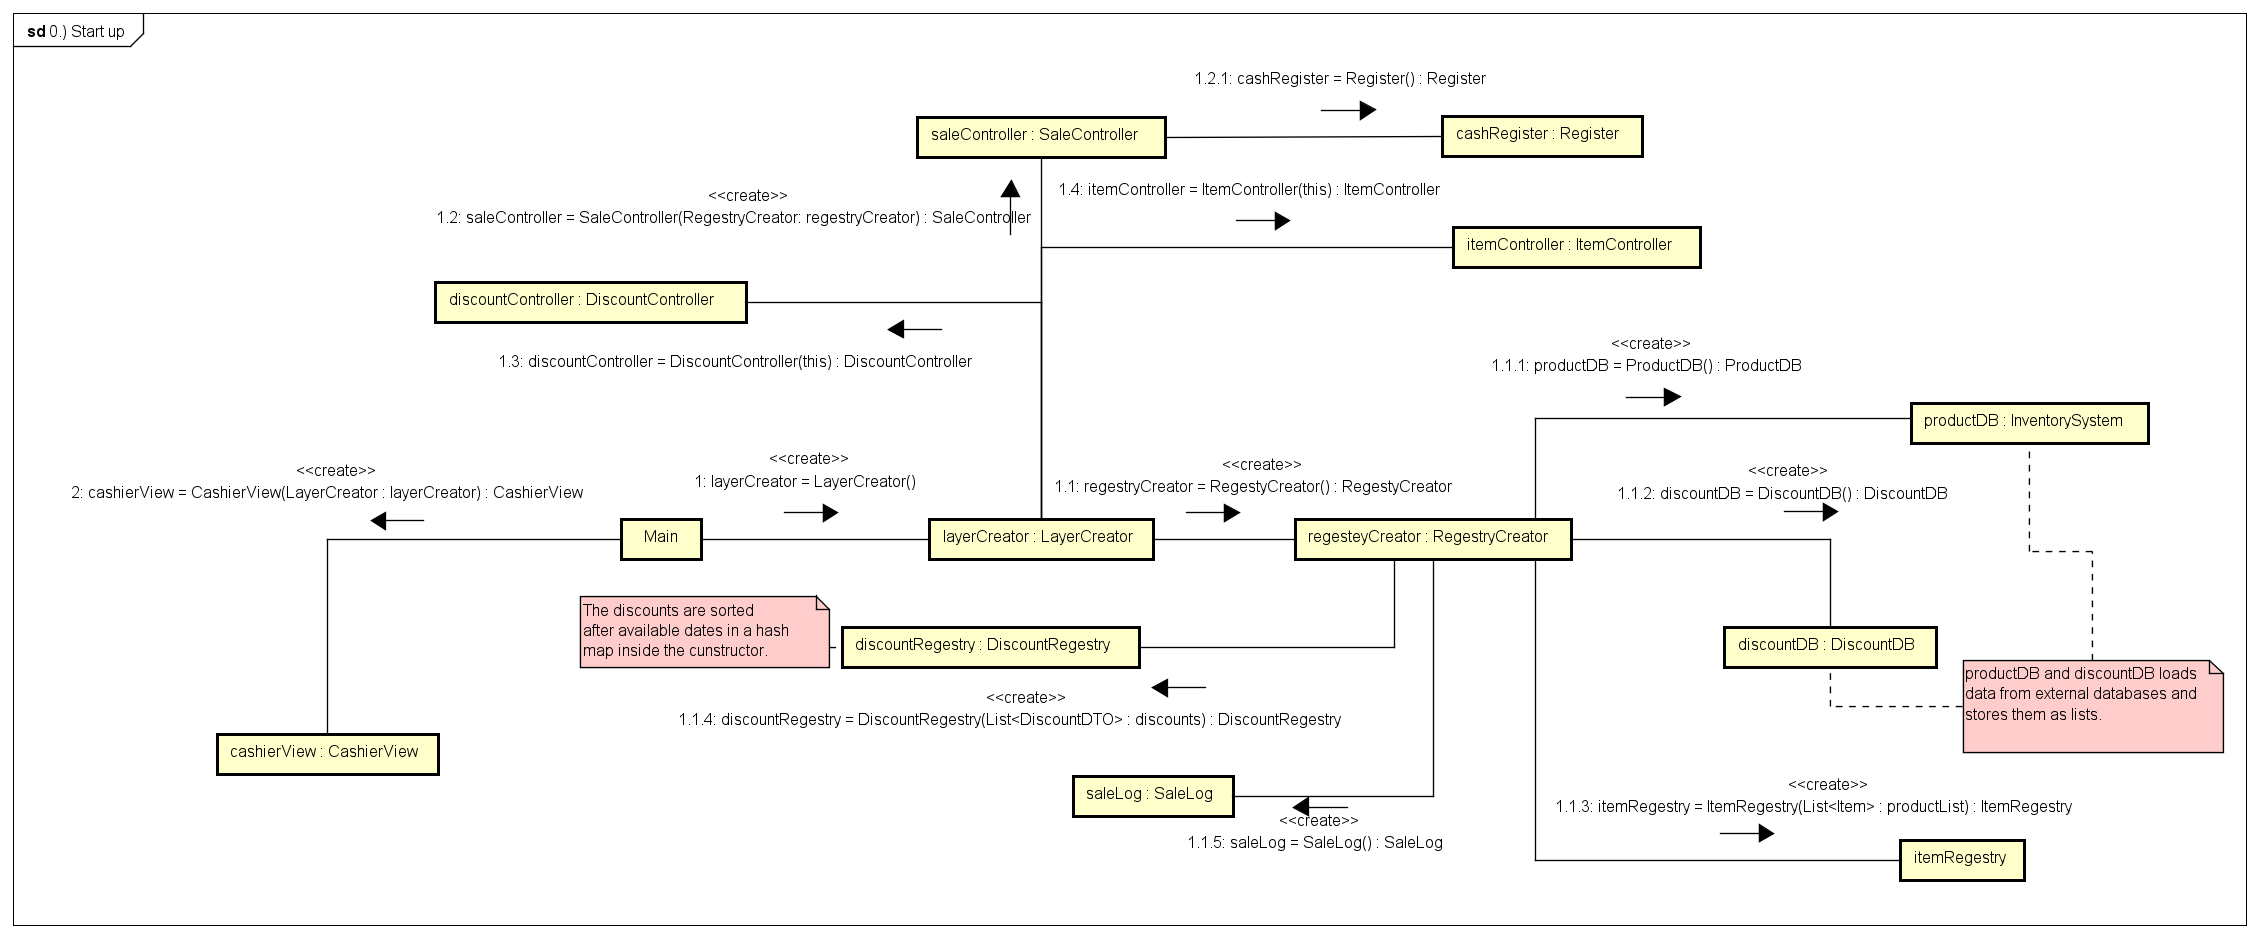 sd 0.) Start up
1.2.1: cashRegister = Register() : Register
saleController : SaleController
cashRegister : Register
<<create>>
1.2: saleController = SaleController(RegestryCreator: regestryCreator) : SaleController
1.4: itemController = ItemController(this) : ItemController
itemController : ItemController
discountController : DiscountController
1.3: discountController = DiscountController(this) : DiscountController
<<create>>
1.1.1: productDB = ProductDB() : ProductDB
productDB : InventorySystem
<<create>>
2: cashierView = CashierView(LayerCreator : layerCreator) : CashierView
<<create>>
1: layerCreator = LayerCreator()
<<create>>
1.1: regestryCreator = RegestyCreator() : RegestyCreator
<<create>>
1.1.2: discountDB = DiscountDB() : DiscountDB
Main
layerCreator : LayerCreator
regesteyCreator : RegestryCreator
The discounts are sorted
after available dates in a hash
map inside the cunstructor.
discountRegestry : DiscountRegestry
discountDB : DiscountDB
productDB and discountDB loads
data from external databases and
stores them as lists.
<<create>>
1.1.4: discountRegestry = DiscountRegestry(List<DiscountDTO> : discounts) : DiscountRegestry
cashierView : CashierView
saleLog : SaleLog
<<create>>
1.1.5: saleLog = SaleLog() : SaleLog
<<create>>
1.1.3: itemRegestry = ItemRegestry(List<Item> : productList) : ItemRegestry
itemRegestry